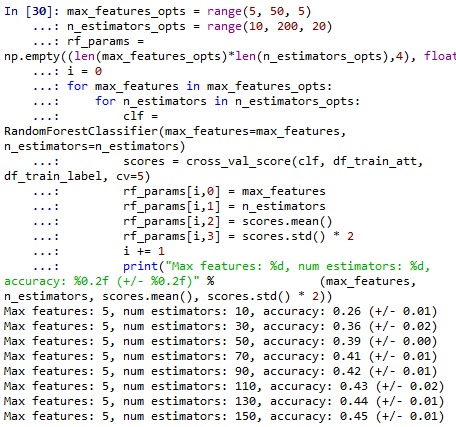 In [30]: max_features_opts = range(5, 50, 5)
    ...: n_estimators_opts = range(10, 200, 20)
    ...: rf_params =
np.empty((len(max_features_opts)*len(n_estimators_opts),4), float
    ...: i = 0
    ...: for max_features in max_features_opts:
    ...:     for n_estimators in n_estimators_opts:
    ...:         clf =
RandomForestClassifier(max_features=max_features,
n_estimators=n_estimators)
    ...:         scores = cross_val_score(clf, df_train_att,
df_train_label, cv=5)
    ...:         rf_params[i,0] = max_features
    ...:         rf_params[i,1] = n_estimators
    ...:         rf_params[i,2] = scores.mean()
    ...:         rf_params[i,3] = scores.std() * 2
    ...:         i += 1
    ...:         print("Max features: %d, num estimators: %d,
accuracy: %0.2f (+/- %0.2f)" %               (max_features,
n_estimators, scores.mean(), scores.std() * 2))
Max features: 5, num estimators: 10, accuracy: 0.26 (+/- 0.01)
Max features: 5, num estimators: 30, accuracy: 0.36 (+/- 0.02)
Max features: 5, num estimators: 50, accuracy: 0.39 (+/- 0.00)
Max features: 5, num estimators: 70, accuracy: 0.41 (+/- 0.01)
Max features: 5, num estimators: 90, accuracy: 0.42 (+/- 0.01)
Max features: 5, num estimators: 110, accuracy: 0.43 (+/- 0.02)
Max features: 5, num estimators: 130, accuracy: 0.44 (+/- 0.01)
Max features: 5, num estimators: 150, accuracy: 0.45 (+/- 0.01)